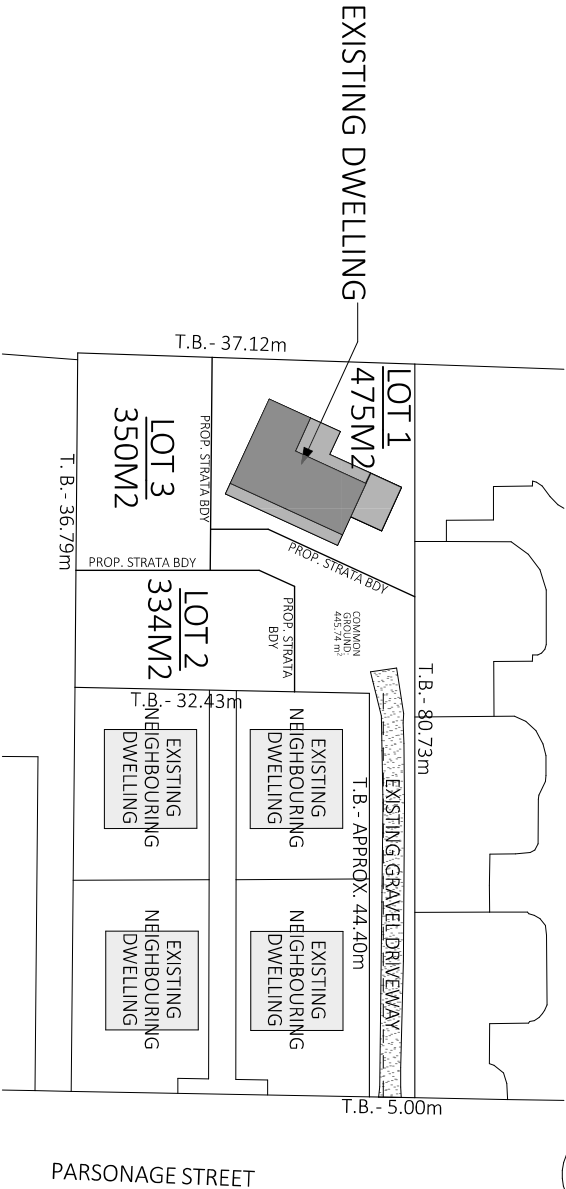 EXISTING DWELLING
T.B.- 37.12m
LOT 1
475M2
LOT 3
350M2
PROP. STRATA BDY
T. B.- 36.79m
PROP. STRATA BDY
PROP. STRATA BDY
LOT 2
334M2
PROP. STRATA
BDY
COMMON
GROUND:
445.74 m²
T.B.- 32.43m
T.B.- 80.73m
EXISTING
NEIGHBOURING
DWELLING
EXISTING
NEIGHBOURING
DWELLING
T.B.- APPROX. 44.40m
EXISTING GRAVEL DRIVEWAY
EXISTING
NEIGHBOURING
DWELLING
EXISTING
NEIGHBOURING
DWELLING
T.B.- 5.00m
PARSONAGE STREET